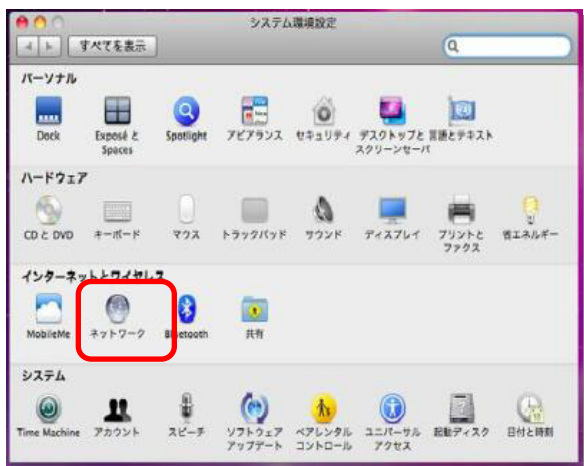 システム環境設定
すべてを表示
パーソナル
Dock Exposé と Spaces Spotlight アピアランス セキュリティ デスクトップと スクリーンセーバ 言語とテキスト
ハードウェア
CD と DVD キーボード マウス トラックパッド サウンド ディスプレイ プリントと ファクス 省エネルギー
インターネットとワイヤレス
MobileMe ネットワーク Bluetooth 共有
システム
Time Machine アカウント スピーチ ソフトウェア アップデート ペアレンタル コントロール ユニバーサル アクセス 起動ディスク 日付と時刻